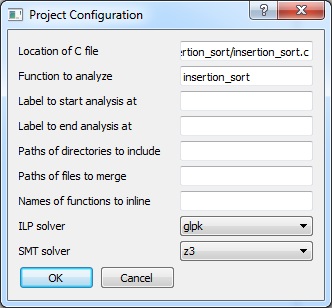 Project Configuration
Location of C file ertion_sort/insertion_sort.c
Function to analyze insertion_sort
Label to start analysis at
Label to end analysis at
Paths of directories to include
Paths of files to merge
Names of functions to inline
ILP solver glpk
SMT solver z3
OK Cancel